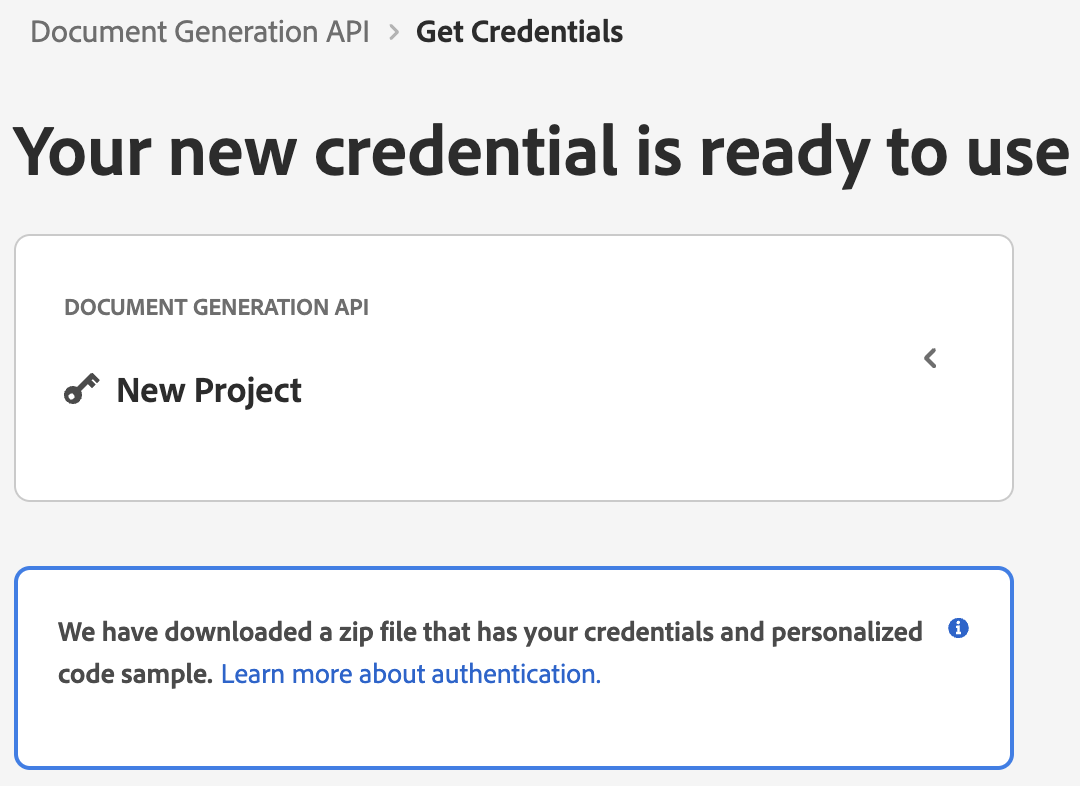 Document Generation API > Get Credentials
Your new credential is ready to use
DOCUMENT GENERATION API
New Project
We have downloaded a zip file that has your credentials and personalized
code sample. Learn more about authentication.